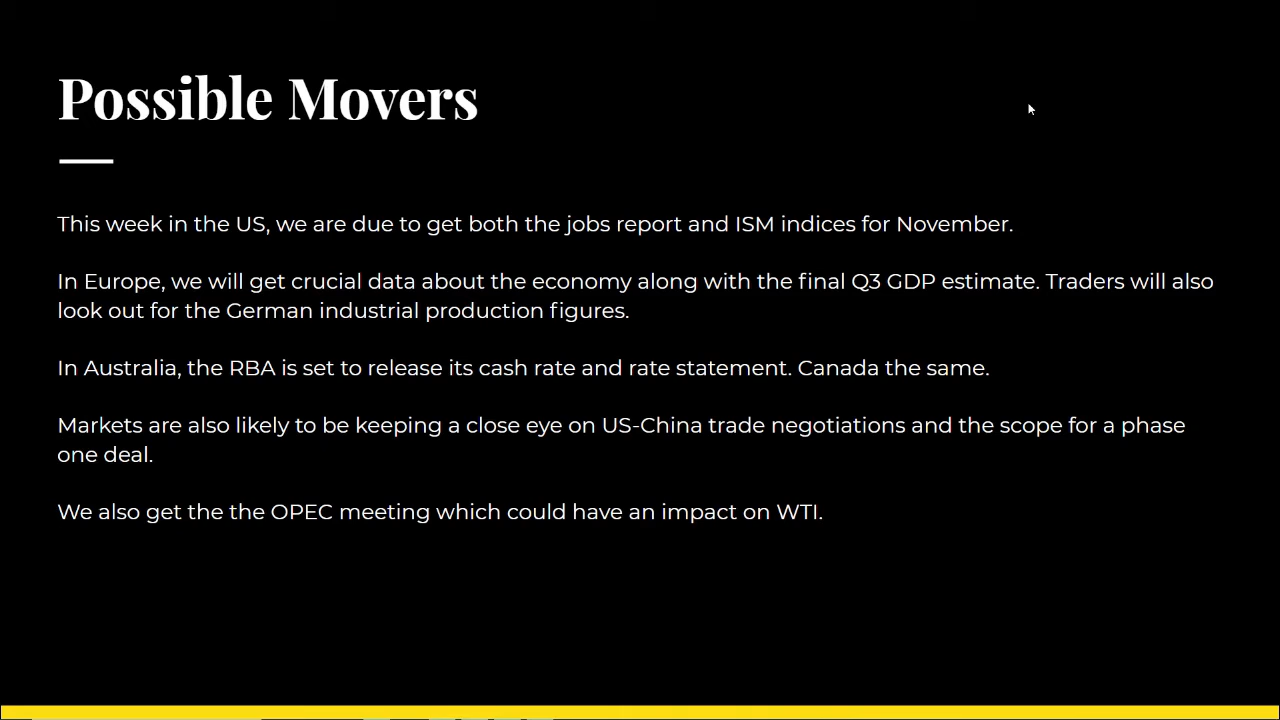 Possible Movers
This week in the US, we are due to get both the jobs report and ISM indices for November.
In Europe, we will get crucial data about the economy along with the final Q3 GDP estimate. Traders will also
look out for the German industrial production figures.
In Australia, the RBA is set to release its cash rate and rate statement. Canada the same.
Markets are also likely to be keeping a close eye on US-China trade negotiations and the scope for a phase
one deal.
We also get the the OPEC meeting which could have an impact on WTI.